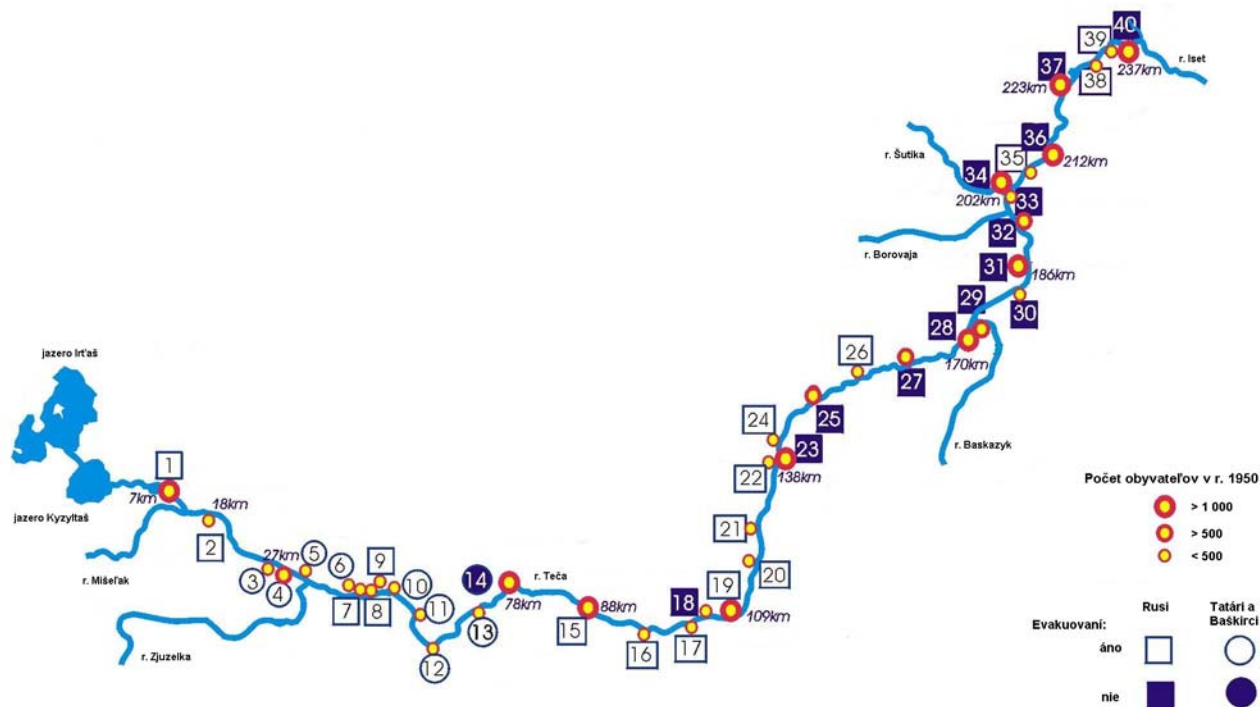 39
40
r. Iset
37
38
237km
223km
36
r. Šutika
35
212km
34
202km
33
32
r. Borovaja
31
186km
29
30
28
170km
jazero Irťaš
26
27
r. Baskazyk
25
24
23
22
138km
1
7km
jazero Kyzyltaš
18km
2
r. Mišeľak
21
20
27km
3
4
5
6
7
8
9
10
11
12
13
14
r. Teča
78km
88km
15
16
17
18
19
109km
r. Zjuzelka
Počet obyvateľov v r. 1950
> 1 000
> 500
< 500
Rusi
Tatári a
Baškirci
Evakuovaní:
áno
nie